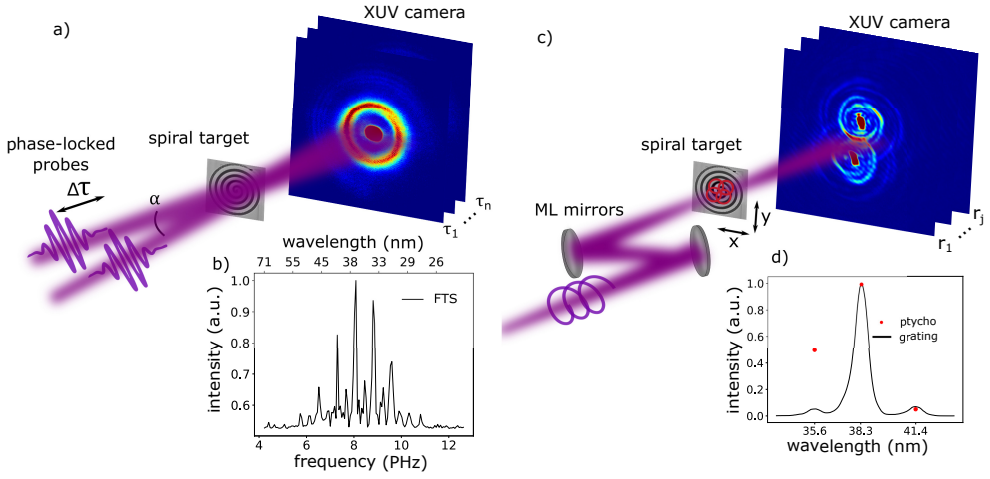 a)
XUV camera
spiral target
phase-locked
probes
Δτ
α
τ1 ... τn
b)
wavelength (nm)
71 55 45 38 33 29 26
intensity (a.u.)
1.0
0.9
0.8
0.7
0.6
FTS
4 6 8 10 12
frequency (PHz)
c)
XUV camera
spiral target
ML mirrors
x
y
r1 ... rj
d)
intensity (a.u.)
1.0
0.8
0.6
0.4
0.2
0.0
ptycho
grating
35.6 38.3 41.4
wavelength (nm)